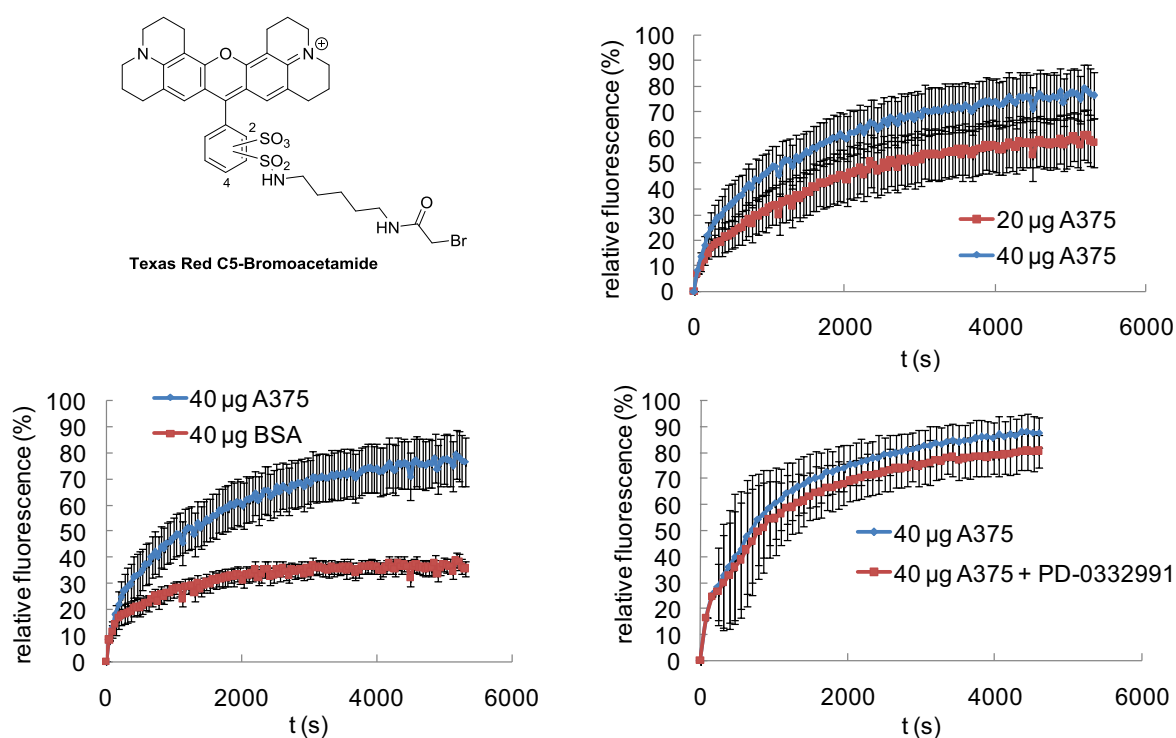 N
O
N
⊕
2
SO3
SO2
4
HN
O
NH
Br
Texas Red C5-Bromoacetamide
relative fluorescence (%)
100
90
80
70
60
50
40
30
20
10
0
20 µg A375
40 µg A375
0
2000
4000
6000
t (s)
relative fluorescence (%)
100
90
80
70
60
50
40
30
20
10
0
40 µg A375
40 µg BSA
0
2000
4000
6000
t (s)
relative fluorescence (%)
100
90
80
70
60
50
40
30
20
10
0
40 µg A375
40 µg A375 + PD-0332991
0
2000
4000
6000
t (s)